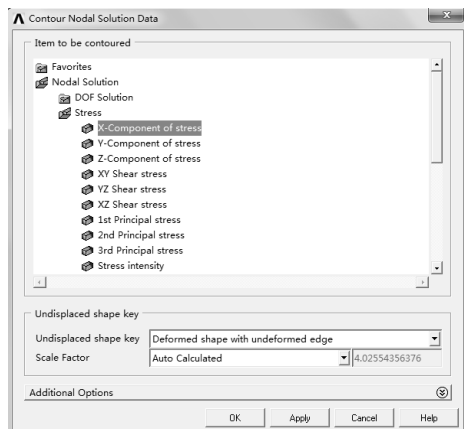 Contour Nodal Solution Data
Item to be contoured
Favorites
Nodal Solution
DOF Solution
Stress
X-Component of stress
Y-Component of stress
Z-Component of stress
XY Shear stress
YZ Shear stress
XZ Shear stress
1st Principal stress
2nd Principal stress
3rd Principal stress
Stress intensity
Undisplaced shape key
Undisplaced shape key Deformed shape with undeformed edge
Scale Factor Auto Calculated 4.02554356376
Additional Options
OK Apply Cancel Help